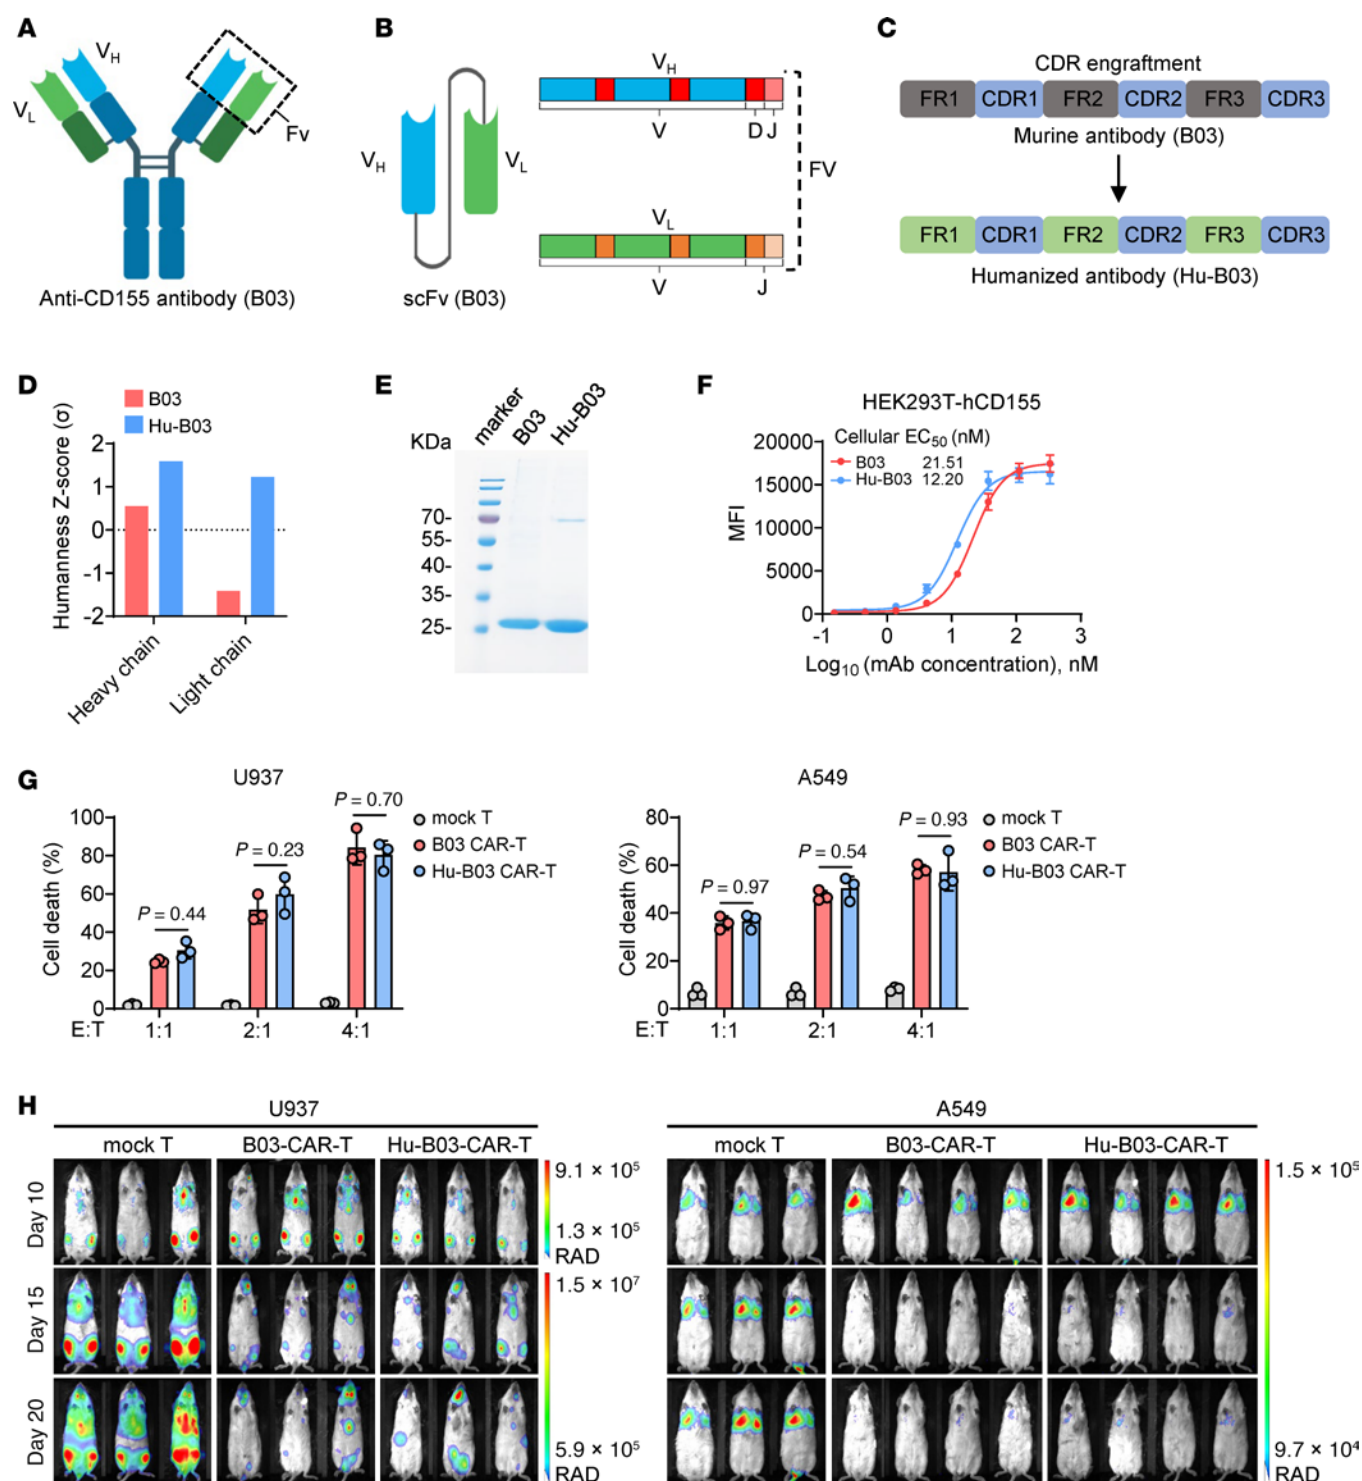 A
V_H
V_L
Fv
Anti-CD155 antibody (B03)
B
V_H
V_L
scFv (B03)
V_H
V
D
J
FV
V_L
V
J
C
CDR engraftment
FR1 CDR1 FR2 CDR2 FR3 CDR3
Murine antibody (B03)
FR1 CDR1 FR2 CDR2 FR3 CDR3
Humanized antibody (Hu-B03)
D
B03
Hu-B03
Humanness Z-score (σ)
2
1
0
-1
-2
Heavy chain
Light chain
E
KDa
marker
B03
Hu-B03
70-
55-
40-
35-
25-
F
HEK293T-hCD155
Cellular EC50 (nM)
B03 21.51
Hu-B03 12.20
MFI
20000
15000
10000
5000
0
-1 0 1 2 3
Log10 (mAb concentration), nM
G
U937
Cell death (%)
100
80
60
40
20
0
P = 0.44
P = 0.23
P = 0.70
mock T
B03 CAR-T
Hu-B03 CAR-T
E:T 1:1 2:1 4:1
A549
Cell death (%)
80
60
40
20
0
P = 0.97
P = 0.54
P = 0.93
mock T
B03 CAR-T
Hu-B03 CAR-T
E:T 1:1 2:1 4:1
H
U937
mock T B03-CAR-T Hu-B03-CAR-T
Day 10
Day 15
Day 20
9.1 × 10⁵
1.3 × 10⁵
RAD
1.5 × 10⁷
5.9 × 10⁵
RAD
A549
mock T B03-CAR-T Hu-B03-CAR-T
1.5 × 10⁵
9.7 × 10⁴
RAD